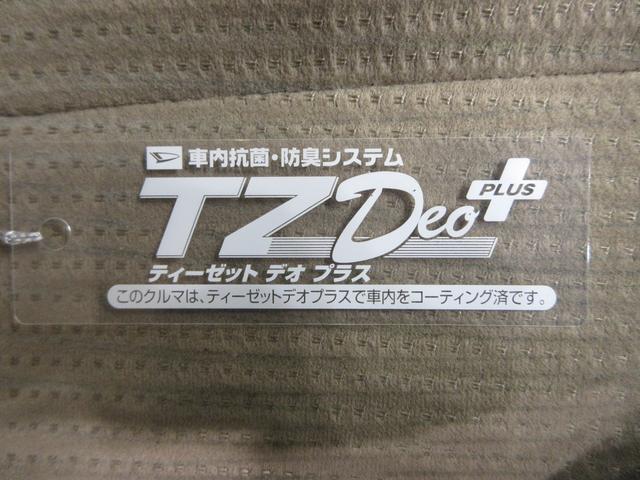 車内抗菌・防臭システム
TZ Deo PLUS
ティーゼット デオ プラス
このクルマは、ティーゼットデオプラスで車内をコーティング済です。